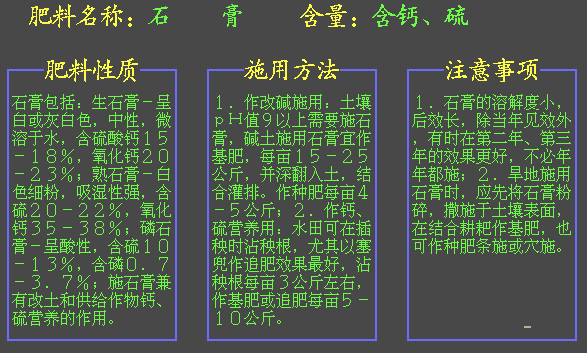 肥料名称：石　　膏　　含量：含钙、硫
肥料性质
石膏包括：生石膏－呈
白或灰白色，中性，微
溶于水，含硫酸钙１５
－１８％，氧化钙２０
－２３％；熟石膏－白
色细粉，吸湿性强，含
硫２０－２２％，氧化
钙３５－３８％；磷石
膏－呈酸性，含硫１０
－１３％，含磷０．７
－３．７％；施石膏兼
有改土和供给作物钙、
硫营养的作用。
施用方法
１．作改碱施用：土壤
ｐＨ值９以上需要施石
膏，碱土施用石膏宜作
基肥，每亩１５－２５
公斤，并深翻入土，结
合灌排。作种肥每亩４
－５公斤；２．作钙、
硫营养用：水田可在插
秧时沾秧根，尤其以塞
兜作追肥效果最好，沾
秧根每亩３公斤左右，
作基肥或追肥每亩５－
１０公斤。
注意事项
１．石膏的溶解度小，
后效长，除当年见效外
，有时在第二年、第三
年的效果更好，不必年
年都施；２．旱地施用
石膏时，应先将石膏粉
碎，撒施于土壤表面，
在结合耕耙作基肥，也
可作种肥条施或穴施。